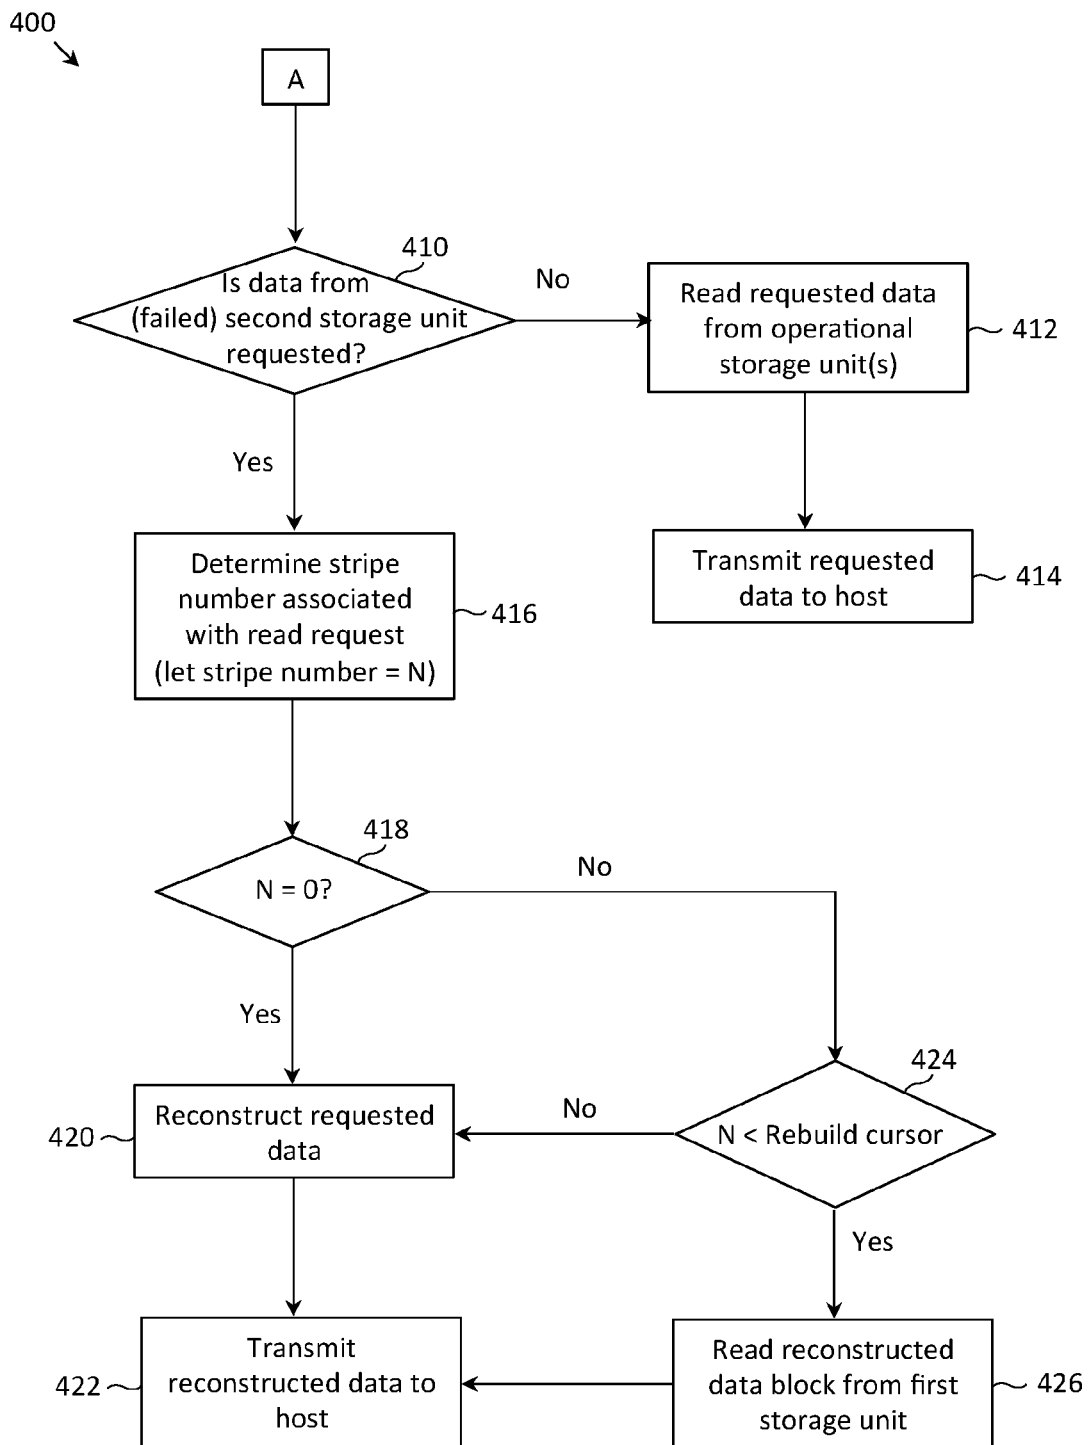 400
A
410
Is data from
(failed) second storage unit
requested?
No
Read requested data
from operational
storage unit(s)
412
Yes
Transmit requested
data to host
414
Determine stripe
number associated
with read request
(let stripe number = N)
416
418
N = 0?
No
Yes
424
N < Rebuild cursor
No
Reconstruct requested
data
420
Yes
Transmit
reconstructed data to
host
422
Read reconstructed
data block from first
storage unit
426